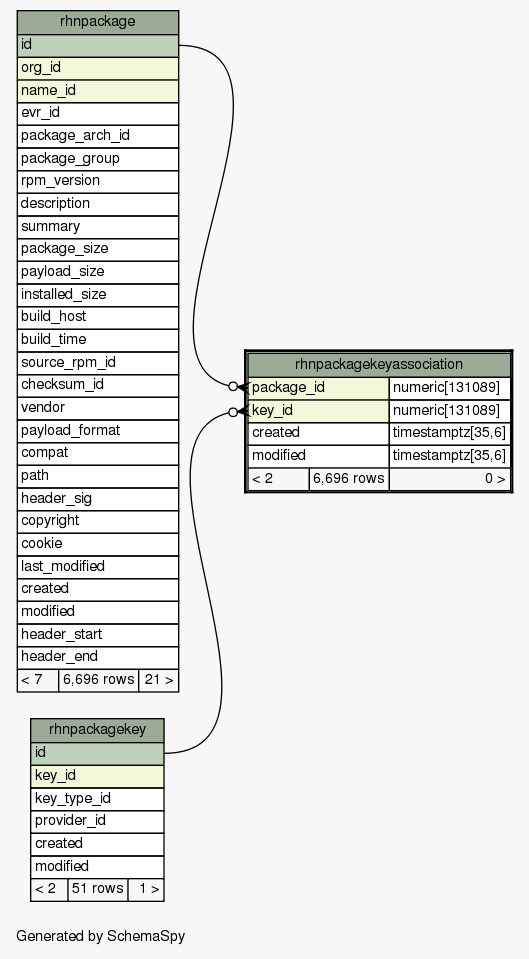 rhnpackage
id
org_id
name_id
evr_id
package_arch_id
package_group
rpm_version
description
summary
package_size
payload_size
installed_size
build_host
build_time
source_rpm_id
checksum_id
vendor
payload_format
compat
path
header_sig
copyright
cookie
last_modified
created
modified
header_start
header_end
< 7 6,696 rows 21 >
rhnpackagekeyassociation
package_id numeric[131089]
key_id numeric[131089]
created timestamptz[35,6]
modified timestamptz[35,6]
< 2 6,696 rows 0 >
rhnpackagekey
id
key_id
key_type_id
provider_id
created
modified
< 2 51 rows 1 >
Generated by SchemaSpy